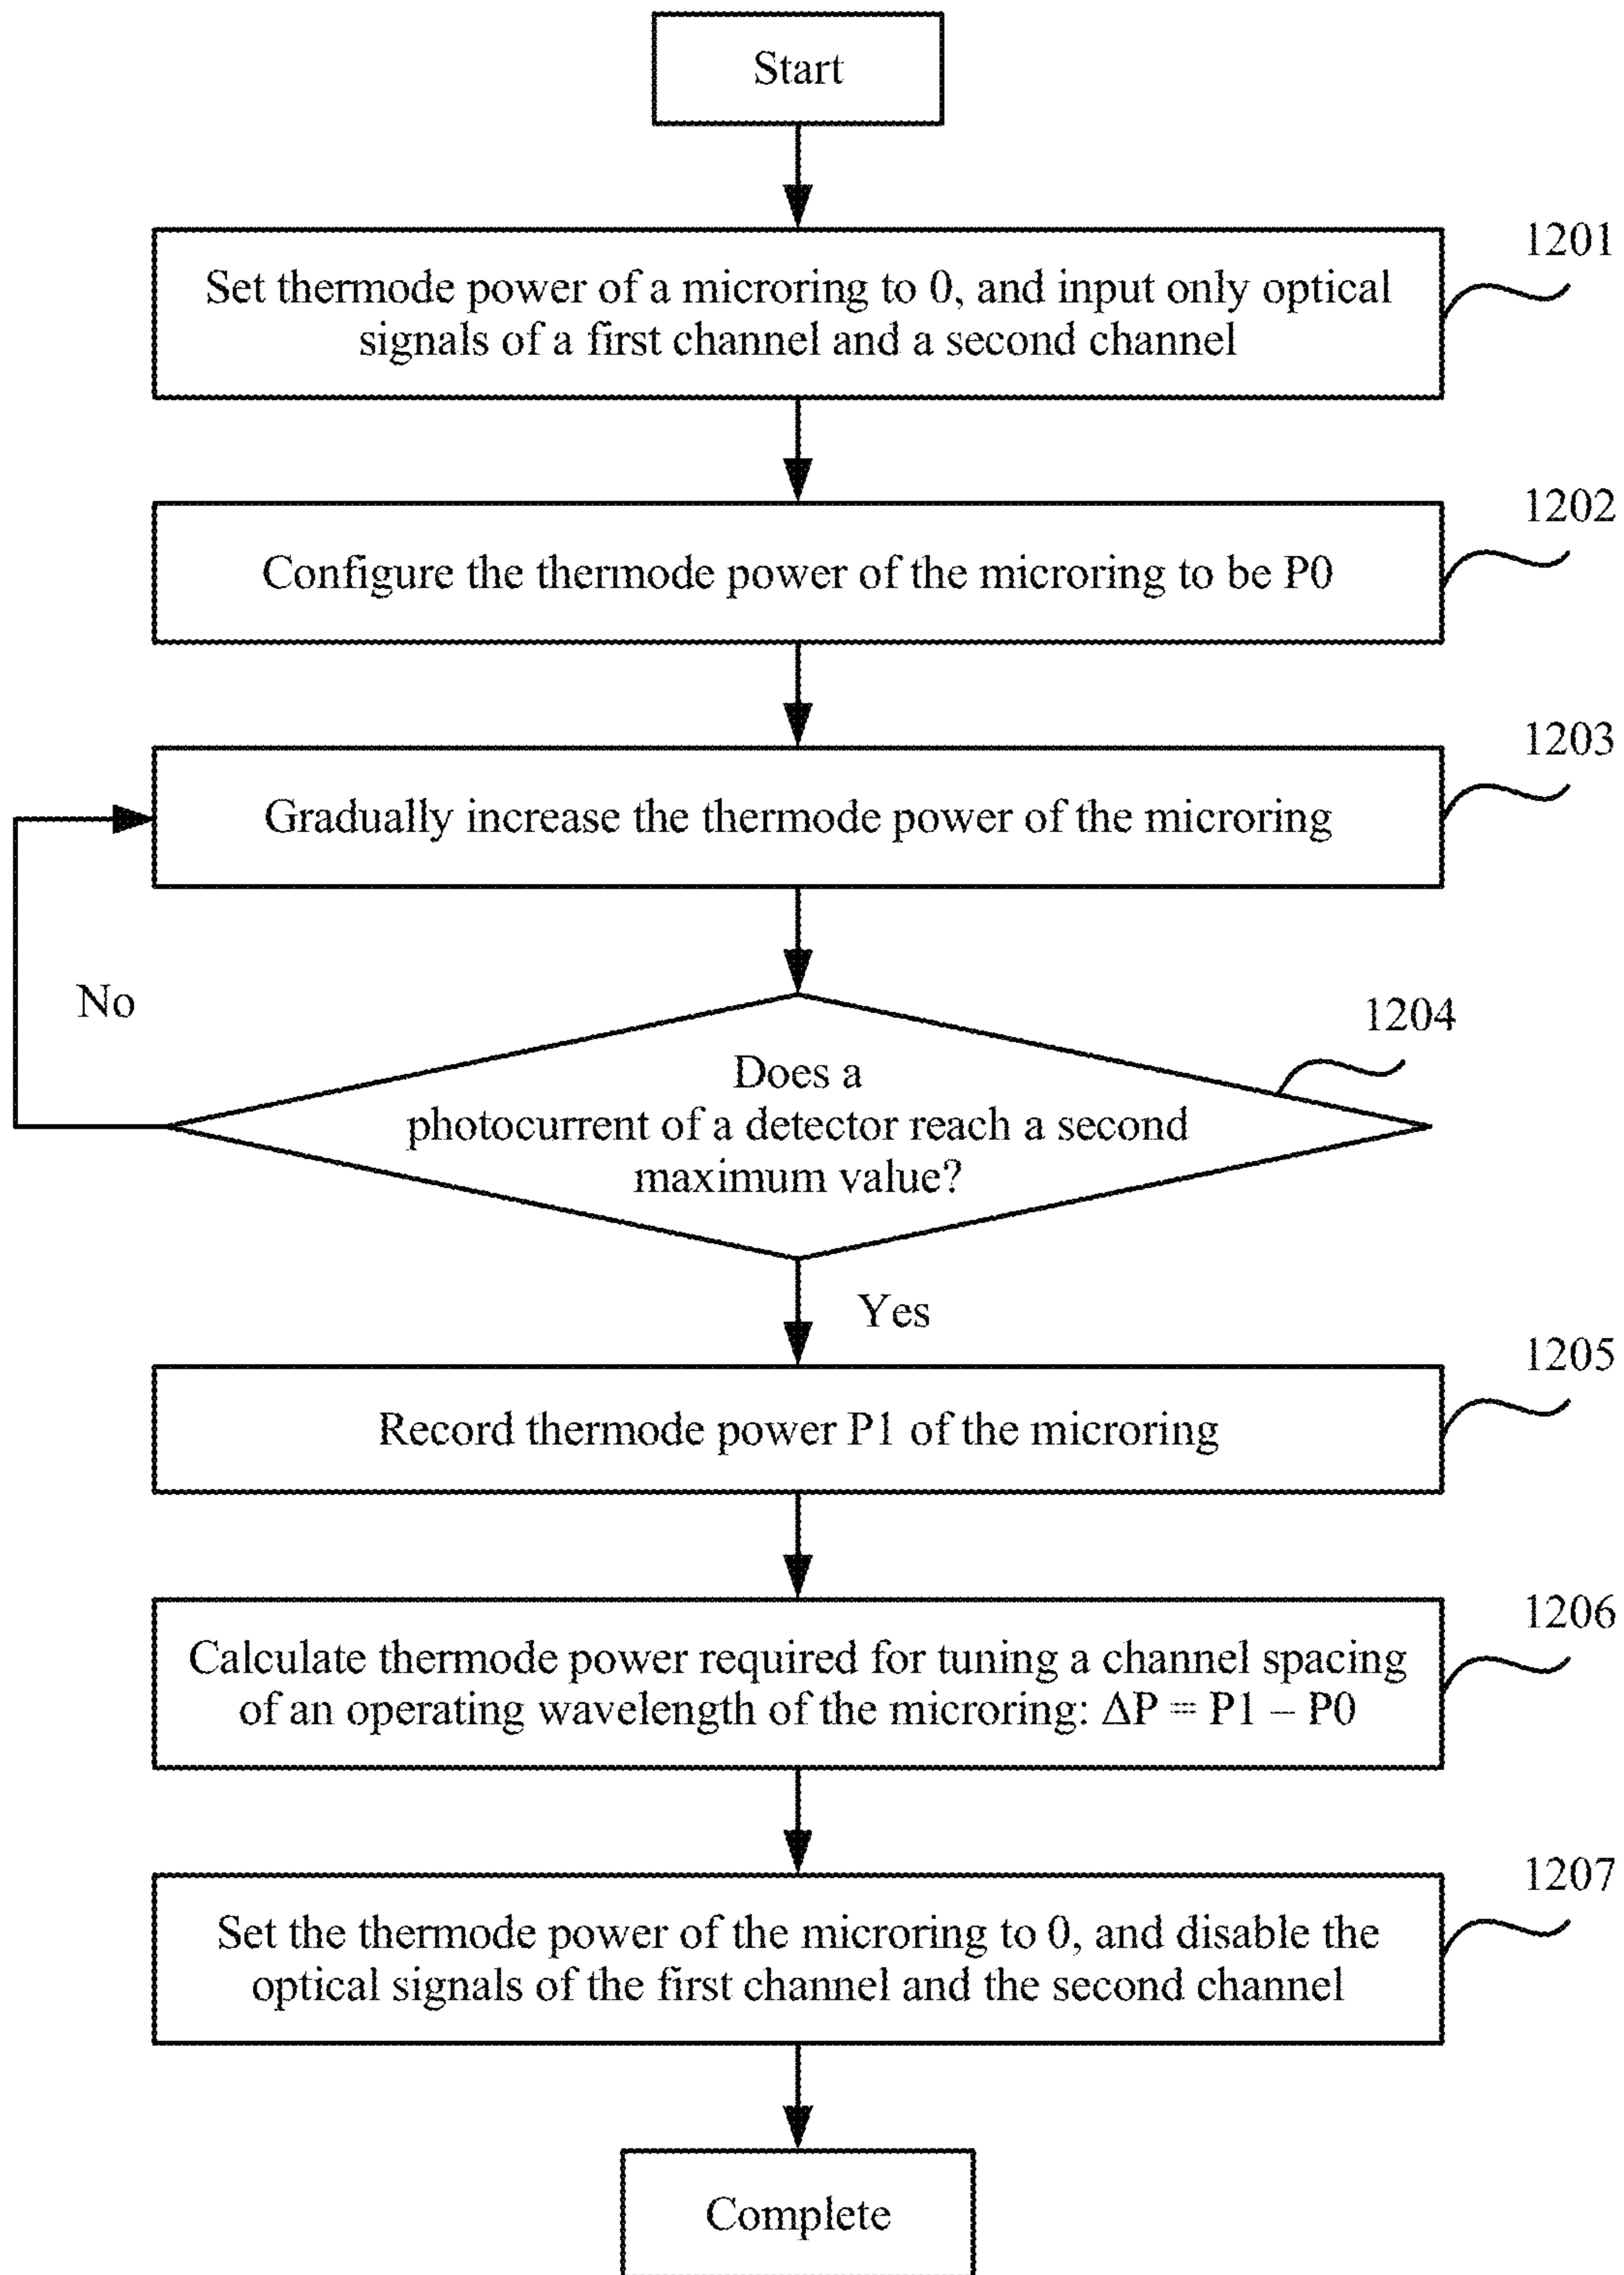 Start
1201
Set thermode power of a microring to 0, and input only optical
signals of a first channel and a second channel
1202
Configure the thermode power of the microring to be P0
1203
Gradually increase the thermode power of the microring
No
1204
Does a
photocurrent of a detector reach a second
maximum value?
Yes
1205
Record thermode power P1 of the microring
1206
Calculate thermode power required for tuning a channel spacing
of an operating wavelength of the microring: ΔP = P1 – P0
1207
Set the thermode power of the microring to 0, and disable the
optical signals of the first channel and the second channel
Complete